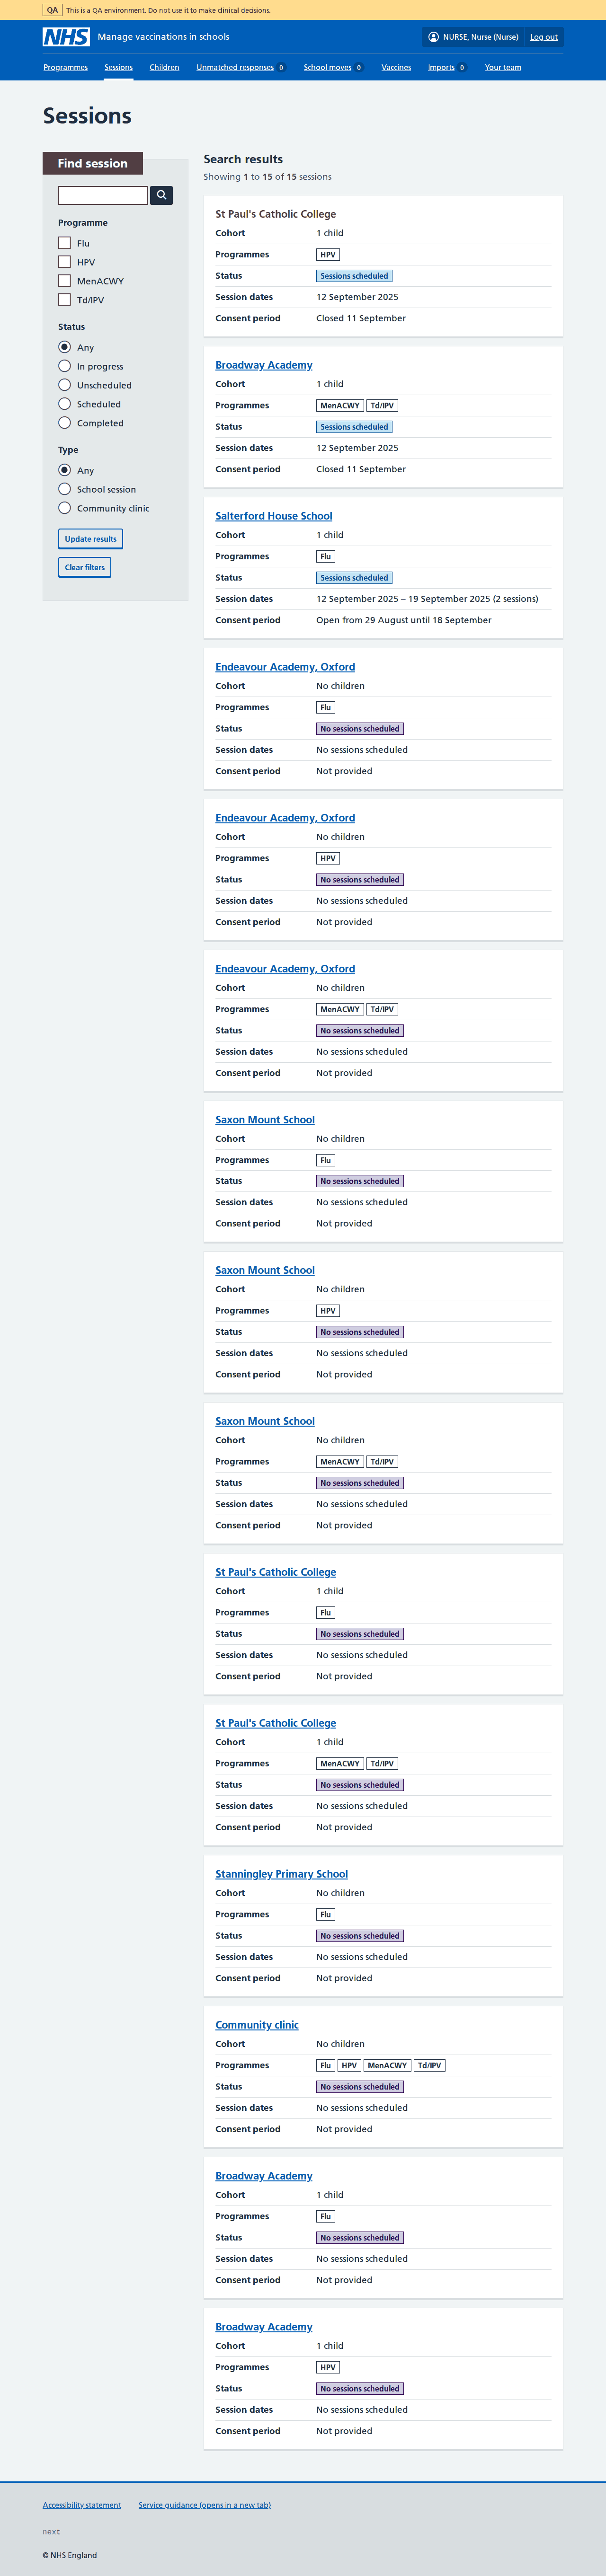 QA This is a QA environment. Do not use it to make clinical decisions.
NHS Manage vaccinations in schools NURSE, Nurse (Nurse) Log out
Programmes Sessions Children Unmatched responses 0 School moves 0 Vaccines Imports 0 Your team
Sessions
Find session
Programme
Flu
HPV
MenACWY
Td/IPV
Status
Any
In progress
Unscheduled
Scheduled
Completed
Type
Any
School session
Community clinic
Update results
Clear filters
Search results
Showing 1 to 15 of 15 sessions
St Paul's Catholic College
Cohort 1 child
Programmes HPV
Status Sessions scheduled
Session dates 12 September 2025
Consent period Closed 11 September
Broadway Academy
Cohort 1 child
Programmes MenACWY Td/IPV
Status Sessions scheduled
Session dates 12 September 2025
Consent period Closed 11 September
Salterford House School
Cohort 1 child
Programmes Flu
Status Sessions scheduled
Session dates 12 September 2025 – 19 September 2025 (2 sessions)
Consent period Open from 29 August until 18 September
Endeavour Academy, Oxford
Cohort No children
Programmes Flu
Status No sessions scheduled
Session dates No sessions scheduled
Consent period Not provided
Endeavour Academy, Oxford
Cohort No children
Programmes HPV
Status No sessions scheduled
Session dates No sessions scheduled
Consent period Not provided
Endeavour Academy, Oxford
Cohort No children
Programmes MenACWY Td/IPV
Status No sessions scheduled
Session dates No sessions scheduled
Consent period Not provided
Saxon Mount School
Cohort No children
Programmes Flu
Status No sessions scheduled
Session dates No sessions scheduled
Consent period Not provided
Saxon Mount School
Cohort No children
Programmes HPV
Status No sessions scheduled
Session dates No sessions scheduled
Consent period Not provided
Saxon Mount School
Cohort No children
Programmes MenACWY Td/IPV
Status No sessions scheduled
Session dates No sessions scheduled
Consent period Not provided
St Paul's Catholic College
Cohort 1 child
Programmes Flu
Status No sessions scheduled
Session dates No sessions scheduled
Consent period Not provided
St Paul's Catholic College
Cohort 1 child
Programmes MenACWY Td/IPV
Status No sessions scheduled
Session dates No sessions scheduled
Consent period Not provided
Stanningley Primary School
Cohort No children
Programmes Flu
Status No sessions scheduled
Session dates No sessions scheduled
Consent period Not provided
Community clinic
Cohort No children
Programmes Flu HPV MenACWY Td/IPV
Status No sessions scheduled
Session dates No sessions scheduled
Consent period Not provided
Broadway Academy
Cohort 1 child
Programmes Flu
Status No sessions scheduled
Session dates No sessions scheduled
Consent period Not provided
Broadway Academy
Cohort 1 child
Programmes HPV
Status No sessions scheduled
Session dates No sessions scheduled
Consent period Not provided
Accessibility statement Service guidance (opens in a new tab)
next
© NHS England